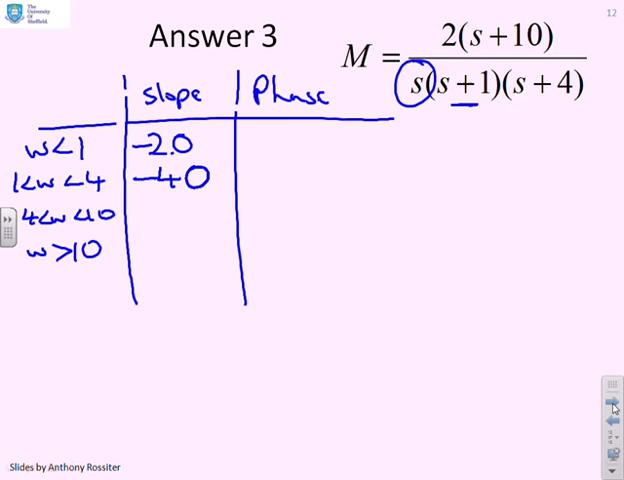 The University Of Sheffield.
12
Answer 3
M = 2(s+10) / s(s+1)(s+4)
slope | Phase
w<1 | -20
1<w<4 | -40
4<w<10
w>10
Slides by Anthony Rossiter